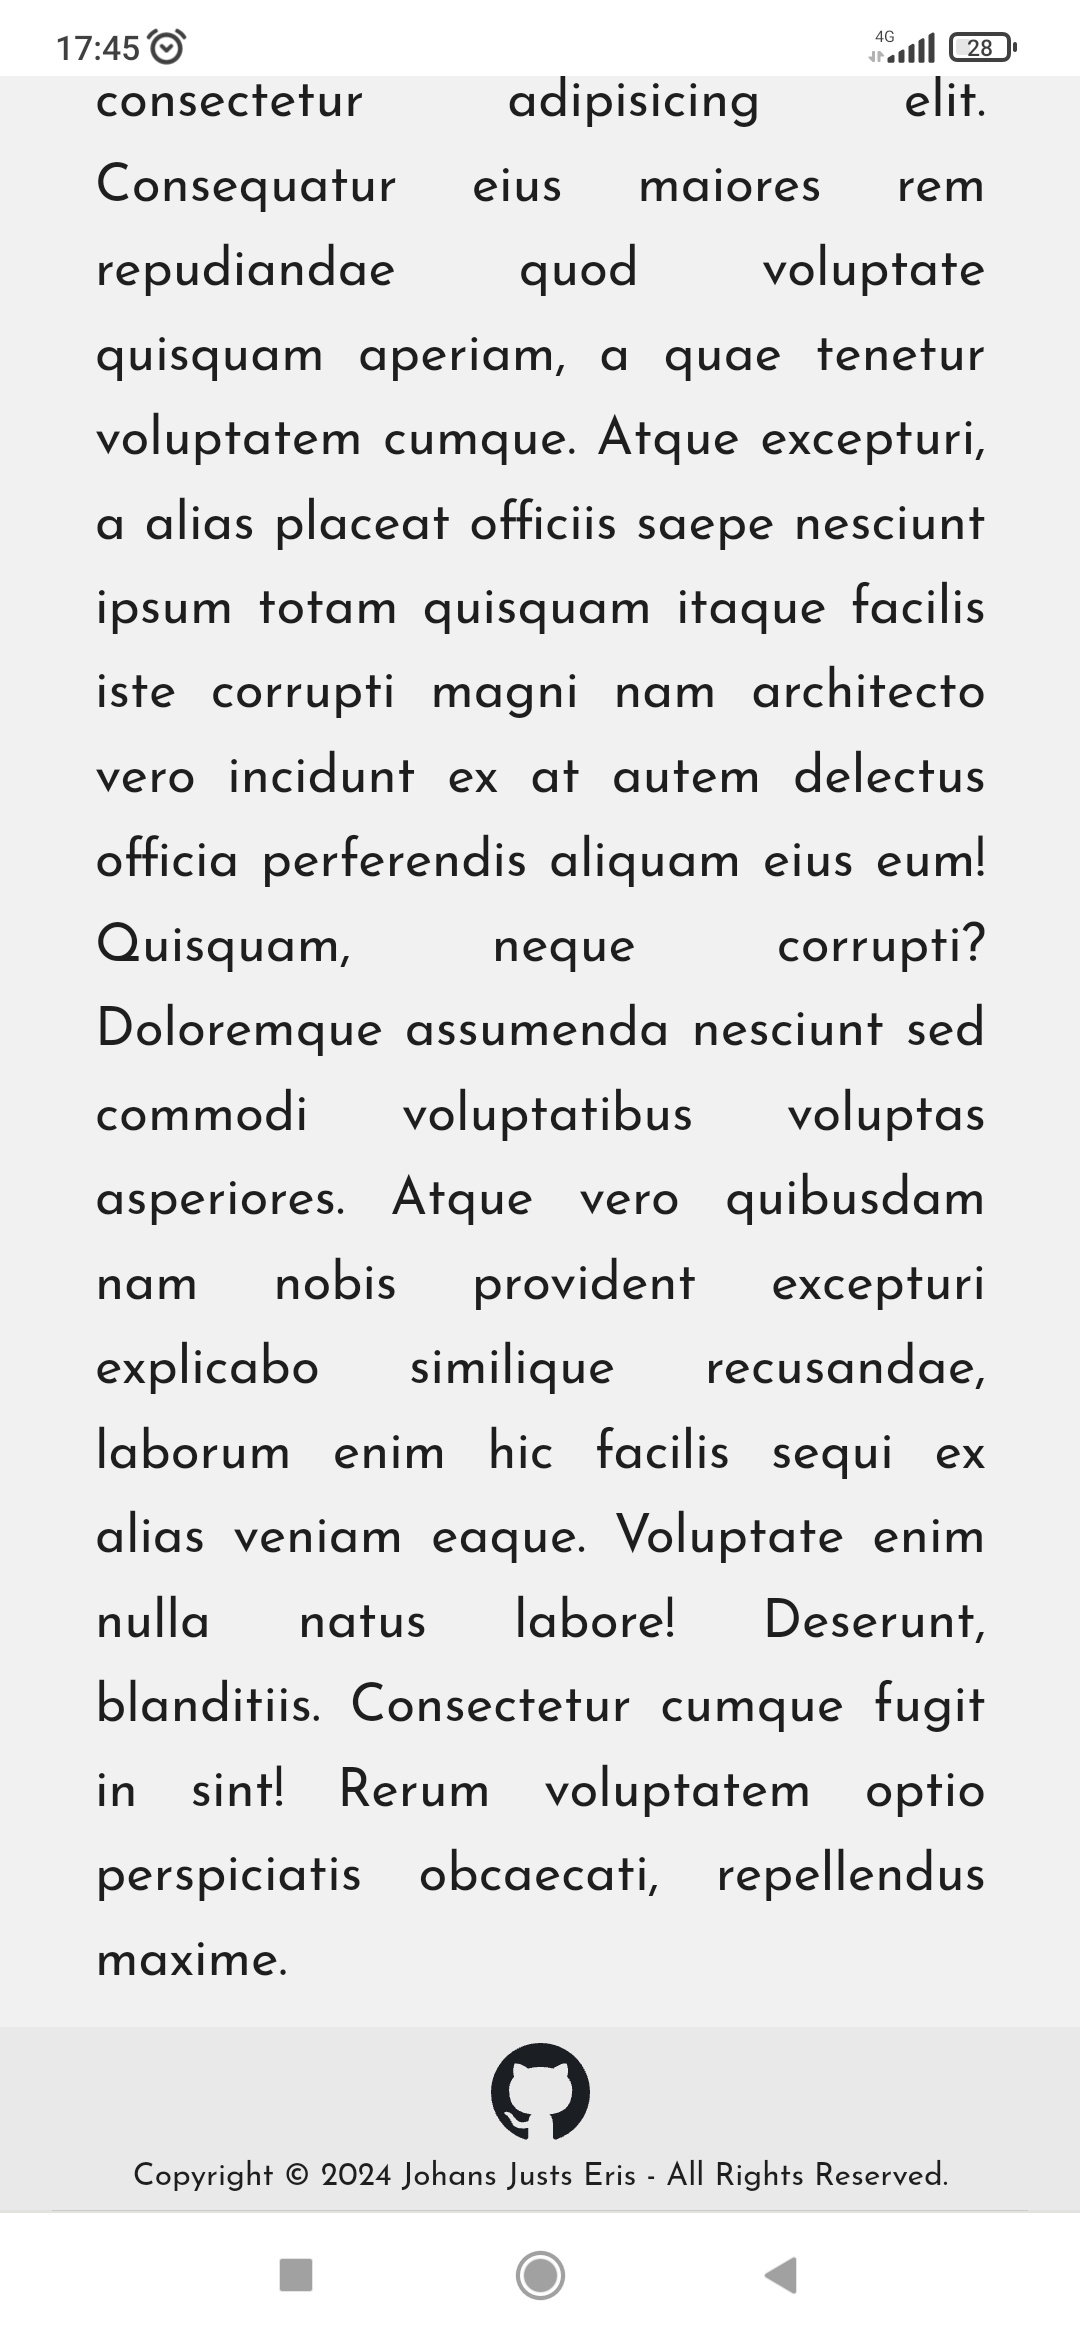 17:45
4G
28
consectetur adipisicing elit.
Consequatur eius maiores rem
repudiandae quod voluptate
quisquam aperiam, a quae tenetur
voluptatem cumque. Atque excepturi,
a alias placeat officiis saepe nesciunt
ipsum totam quisquam itaque facilis
iste corrupti magni nam architecto
vero incidunt ex at autem delectus
officia perferendis aliquam eius eum!
Quisquam, neque corrupti?
Doloremque assumenda nesciunt sed
commodi voluptatibus voluptas
asperiores. Atque vero quibusdam
nam nobis provident excepturi
explicabo similique recusandae,
laborum enim hic facilis sequi ex
alias veniam eaque. Voluptate enim
nulla natus labore! Deserunt,
blanditiis. Consectetur cumque fugit
in sint! Rerum voluptatem optio
perspiciatis obcaecati, repellendus
maxime.
Copyright © 2024 Johans Justs Eris - All Rights Reserved.